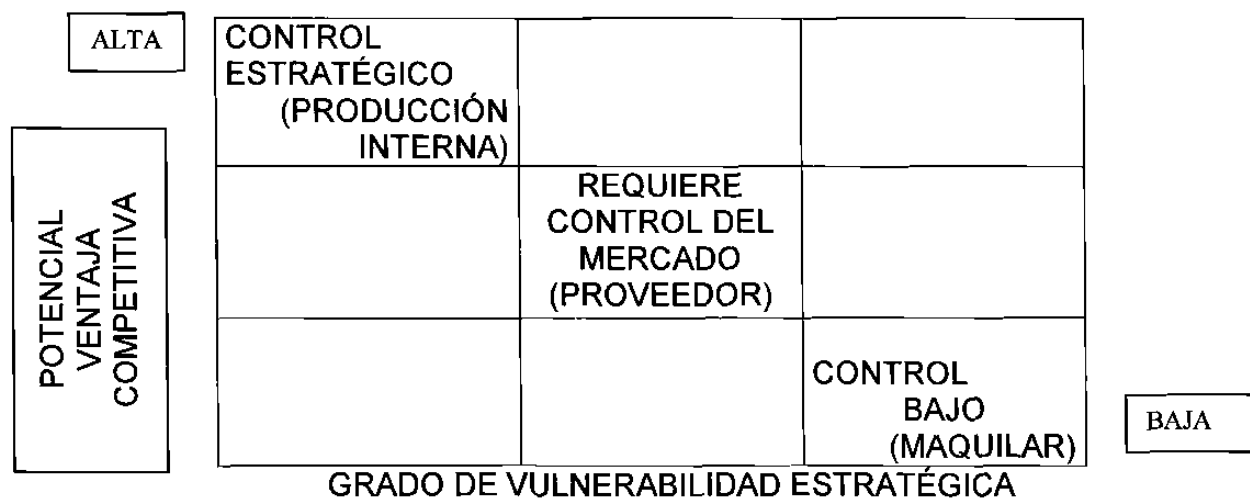 ALTA
CONTROL
ESTRATÉGICO
(PRODUCCIÓN
INTERNA)
POTENCIAL
VENTAJA
COMPETITIVA
REQUIERE
CONTROL DEL
MERCADO
(PROVEEDOR)
CONTROL
BAJO
(MAQUILAR)
BAJA
GRADO DE VULNERABILIDAD ESTRATÉGICA